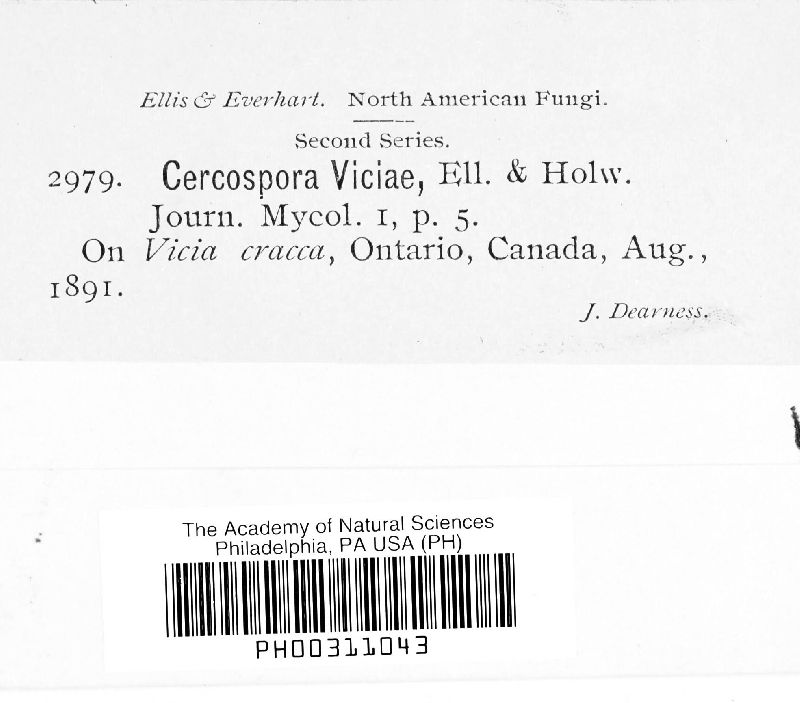 Ellis & Everhart. North American Fungi.
Second Series.
2979. Cercospora Viciae, Ell. & Holw.
Journ. Mycol. 1, p. 5.
On Vicia cracca, Ontario, Canada, Aug.,
1891.
J. Dearness.
The Academy of Natural Sciences
Philadelphia, PA USA (PH)
PH00311043